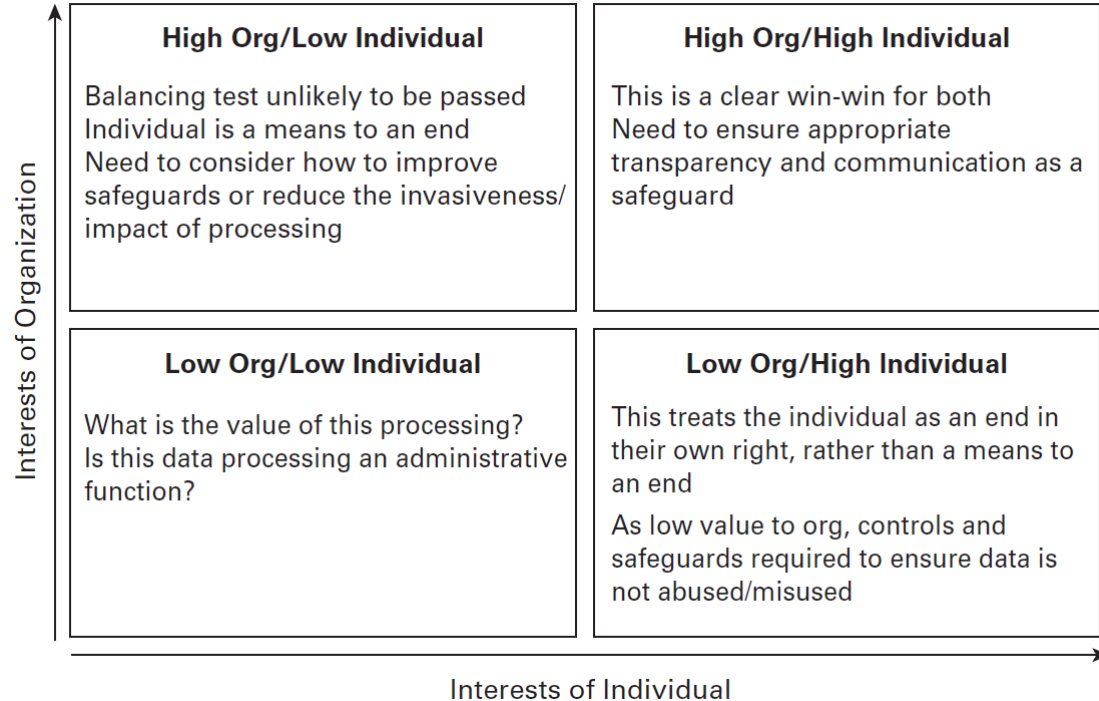 Interests of Organization
High Org/Low Individual
Balancing test unlikely to be passed
Individual is a means to an end
Need to consider how to improve
safeguards or reduce the invasiveness/
impact of processing
High Org/High Individual
This is a clear win-win for both
Need to ensure appropriate
transparency and communication as a
safeguard
Low Org/Low Individual
What is the value of this processing?
Is this data processing an administrative
function?
Low Org/High Individual
This treats the individual as an end in
their own right, rather than a means to
an end
As low value to org, controls and
safeguards required to ensure data is
not abused/misused
Interests of Individual